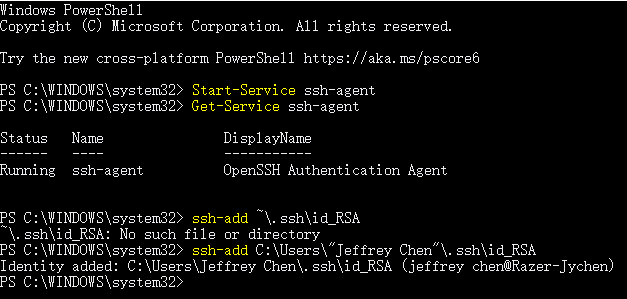 Windows PowerShell
Copyright (C) Microsoft Corporation. All rights reserved.
Try the new cross-platform PowerShell https://aka.ms/pscore6
PS C:\WINDOWS\system32> Start-Service ssh-agent
PS C:\WINDOWS\system32> Get-Service ssh-agent
Status   Name               DisplayName
------   ----               -----------
Running  ssh-agent          OpenSSH Authentication Agent
PS C:\WINDOWS\system32> ssh-add ~\.ssh\id_RSA
~\.ssh\id_RSA: No such file or directory
PS C:\WINDOWS\system32> ssh-add C:\Users\"Jeffrey Chen"\.ssh\id_RSA
Identity added: C:\Users\Jeffrey Chen\.ssh\id_RSA (jeffrey chen@Razer-Jychen)
PS C:\WINDOWS\system32>